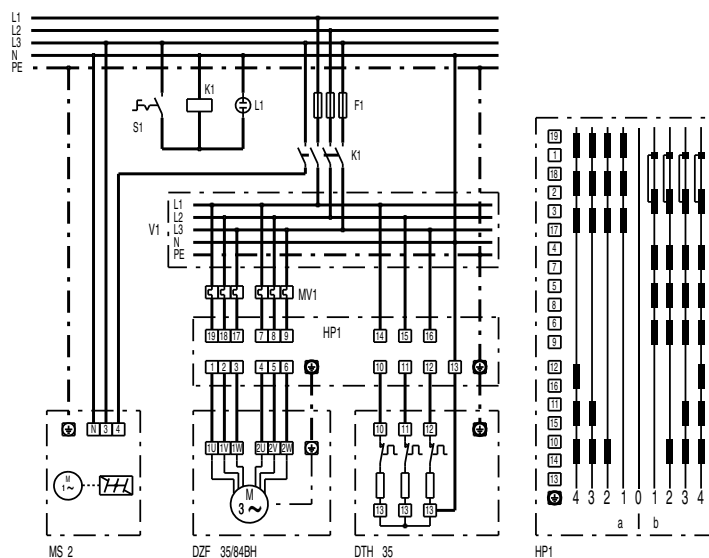 L1
L2
L3
N
PE
K1
S1
L1
F1
K1
L1
L2
V1 L3
N
PE
MV1
HP1
19 18 17 7 8 9 14 15 16
1 2 3 4 5 6 10 11 12 13
N 3 4
1U 1V 1W 2U 2V 2W
10 11 12
M
1~
M
3~
13 13 13
MS 2
DZF 35/84BH
DTH 35
19
1
18
2
3
17
4
7
5
8
6
9
12
16
11
15
10
14
13
4 3 2 1 0 1 2 3 4
a b
HP1